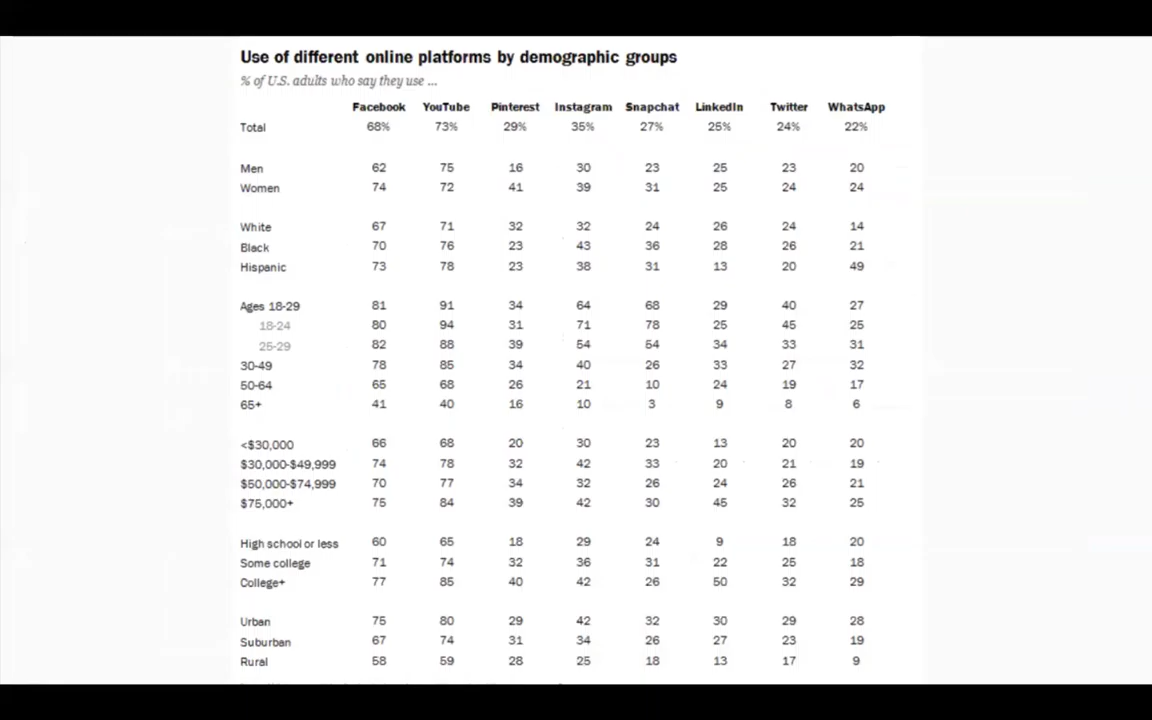 Use of different online platforms by demographic groups
% of U.S. adults who say they use ...
Facebook YouTube Pinterest Instagram Snapchat LinkedIn Twitter WhatsApp
Total 68% 73% 29% 35% 27% 25% 24% 22%
Men 62 75 16 30 23 25 23 20
Women 74 72 41 39 31 25 24 24
White 67 71 32 32 24 26 24 14
Black 70 76 23 43 36 28 26 21
Hispanic 73 78 23 38 31 13 20 49
Ages 18-29 81 91 34 64 68 29 40 27
18-24 80 94 31 71 78 25 45 25
25-29 82 88 39 54 54 34 33 31
30-49 78 85 34 40 26 33 27 32
50-64 65 68 26 21 10 24 19 17
65+ 41 40 16 10 3 9 8 6
<$30,000 66 68 20 30 23 13 20 20
$30,000-$49,999 74 78 32 42 33 20 21 19
$50,000-$74,999 70 77 34 32 26 24 26 21
$75,000+ 75 84 39 42 30 45 32 25
High school or less 60 65 18 29 24 9 18 20
Some college 71 74 32 36 31 22 25 18
College+ 77 85 40 42 26 50 32 29
Urban 75 80 29 42 32 30 29 28
Suburban 67 74 31 34 26 27 23 19
Rural 58 59 28 25 18 13 17 9